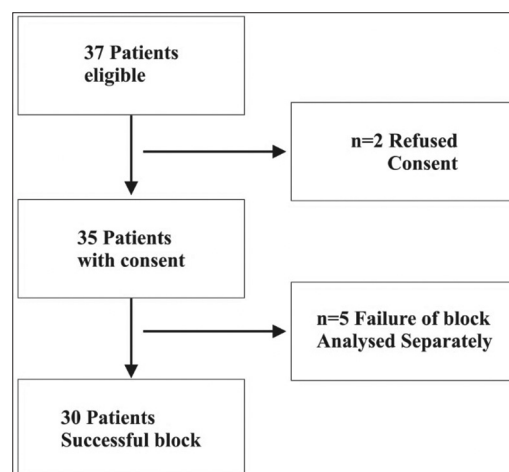 37 Patients
eligible
n=2 Refused
Consent
35 Patients
with consent
n=5 Failure of block
Analysed Separately
30 Patients
Successful block